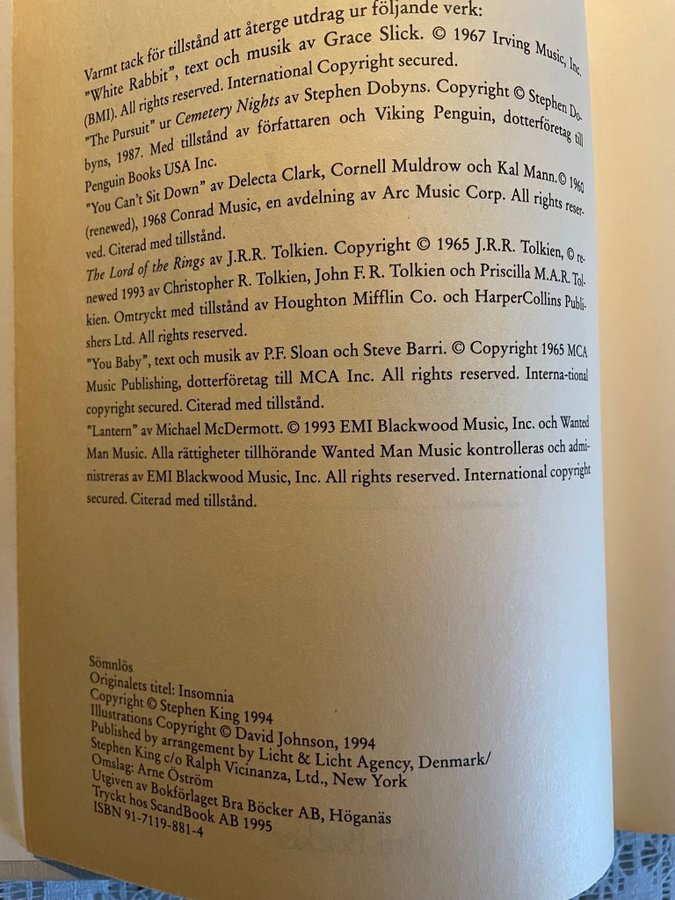 Varmt tack för tillstånd att återge utdrag ur följande verk:
"White Rabbit", text och musik av Grace Slick. © 1967 Irving Music, Inc.
(BMI). All rights reserved. International Copyright secured.
"The Pursuit" ur Cemetery Nights av Stephen Dobyns. Copyright © Stephen Do-
byns, 1987. Med tillstånd av författaren och Viking Penguin, dotterföretag till
Penguin Books USA Inc.
"You Can't Sit Down" av Delecta Clark, Cornell Muldrow och Kal Mann.© 1960
(renewed), 1968 Conrad Music, en avdelning av Arc Music Corp. All rights reser-
ved. Citerad med tillstånd.
The Lord of the Rings av J.R.R. Tolkien. Copyright © 1965 J.R.R. Tolkien, © re-
newed 1993 av Christopher R. Tolkien, John F. R. Tolkien och Priscilla M.A.R. Tol-
kien. Omtryckt med tillstånd av Houghton Mifflin Co. och HarperCollins Publi-
shers Ltd. All rights reserved.
"You Baby", text och musik av P.F. Sloan och Steve Barri. © Copyright 1965 MCA
Music Publishing, dotterföretag till MCA Inc. All rights reserved. Interna-tional
copyright secured. Citerad med tillstånd.
"Lantern" av Michael McDermott. © 1993 EMI Blackwood Music, Inc. och Wanted
Man Music. Alla rättigheter tillhörande Wanted Man Music kontrolleras och admi-
nistreras av EMI Blackwood Music, Inc. All rights reserved. International copyright
secured. Citerad med tillstånd.
Sömnlös
Originalets titel: Insomnia
Copyright © Stephen King 1994
Illustrations Copyright © David Johnson, 1994
Published by arrangement by Licht & Licht Agency, Denmark/
Stephen King c/o Ralph Vicinanza, Ltd., New York
Omslag: Arne Öström
Utgiven av Bokförlaget Bra Böcker AB, Höganäs
Tryckt hos ScandBook AB 1995
ISBN 91-7119-881-4